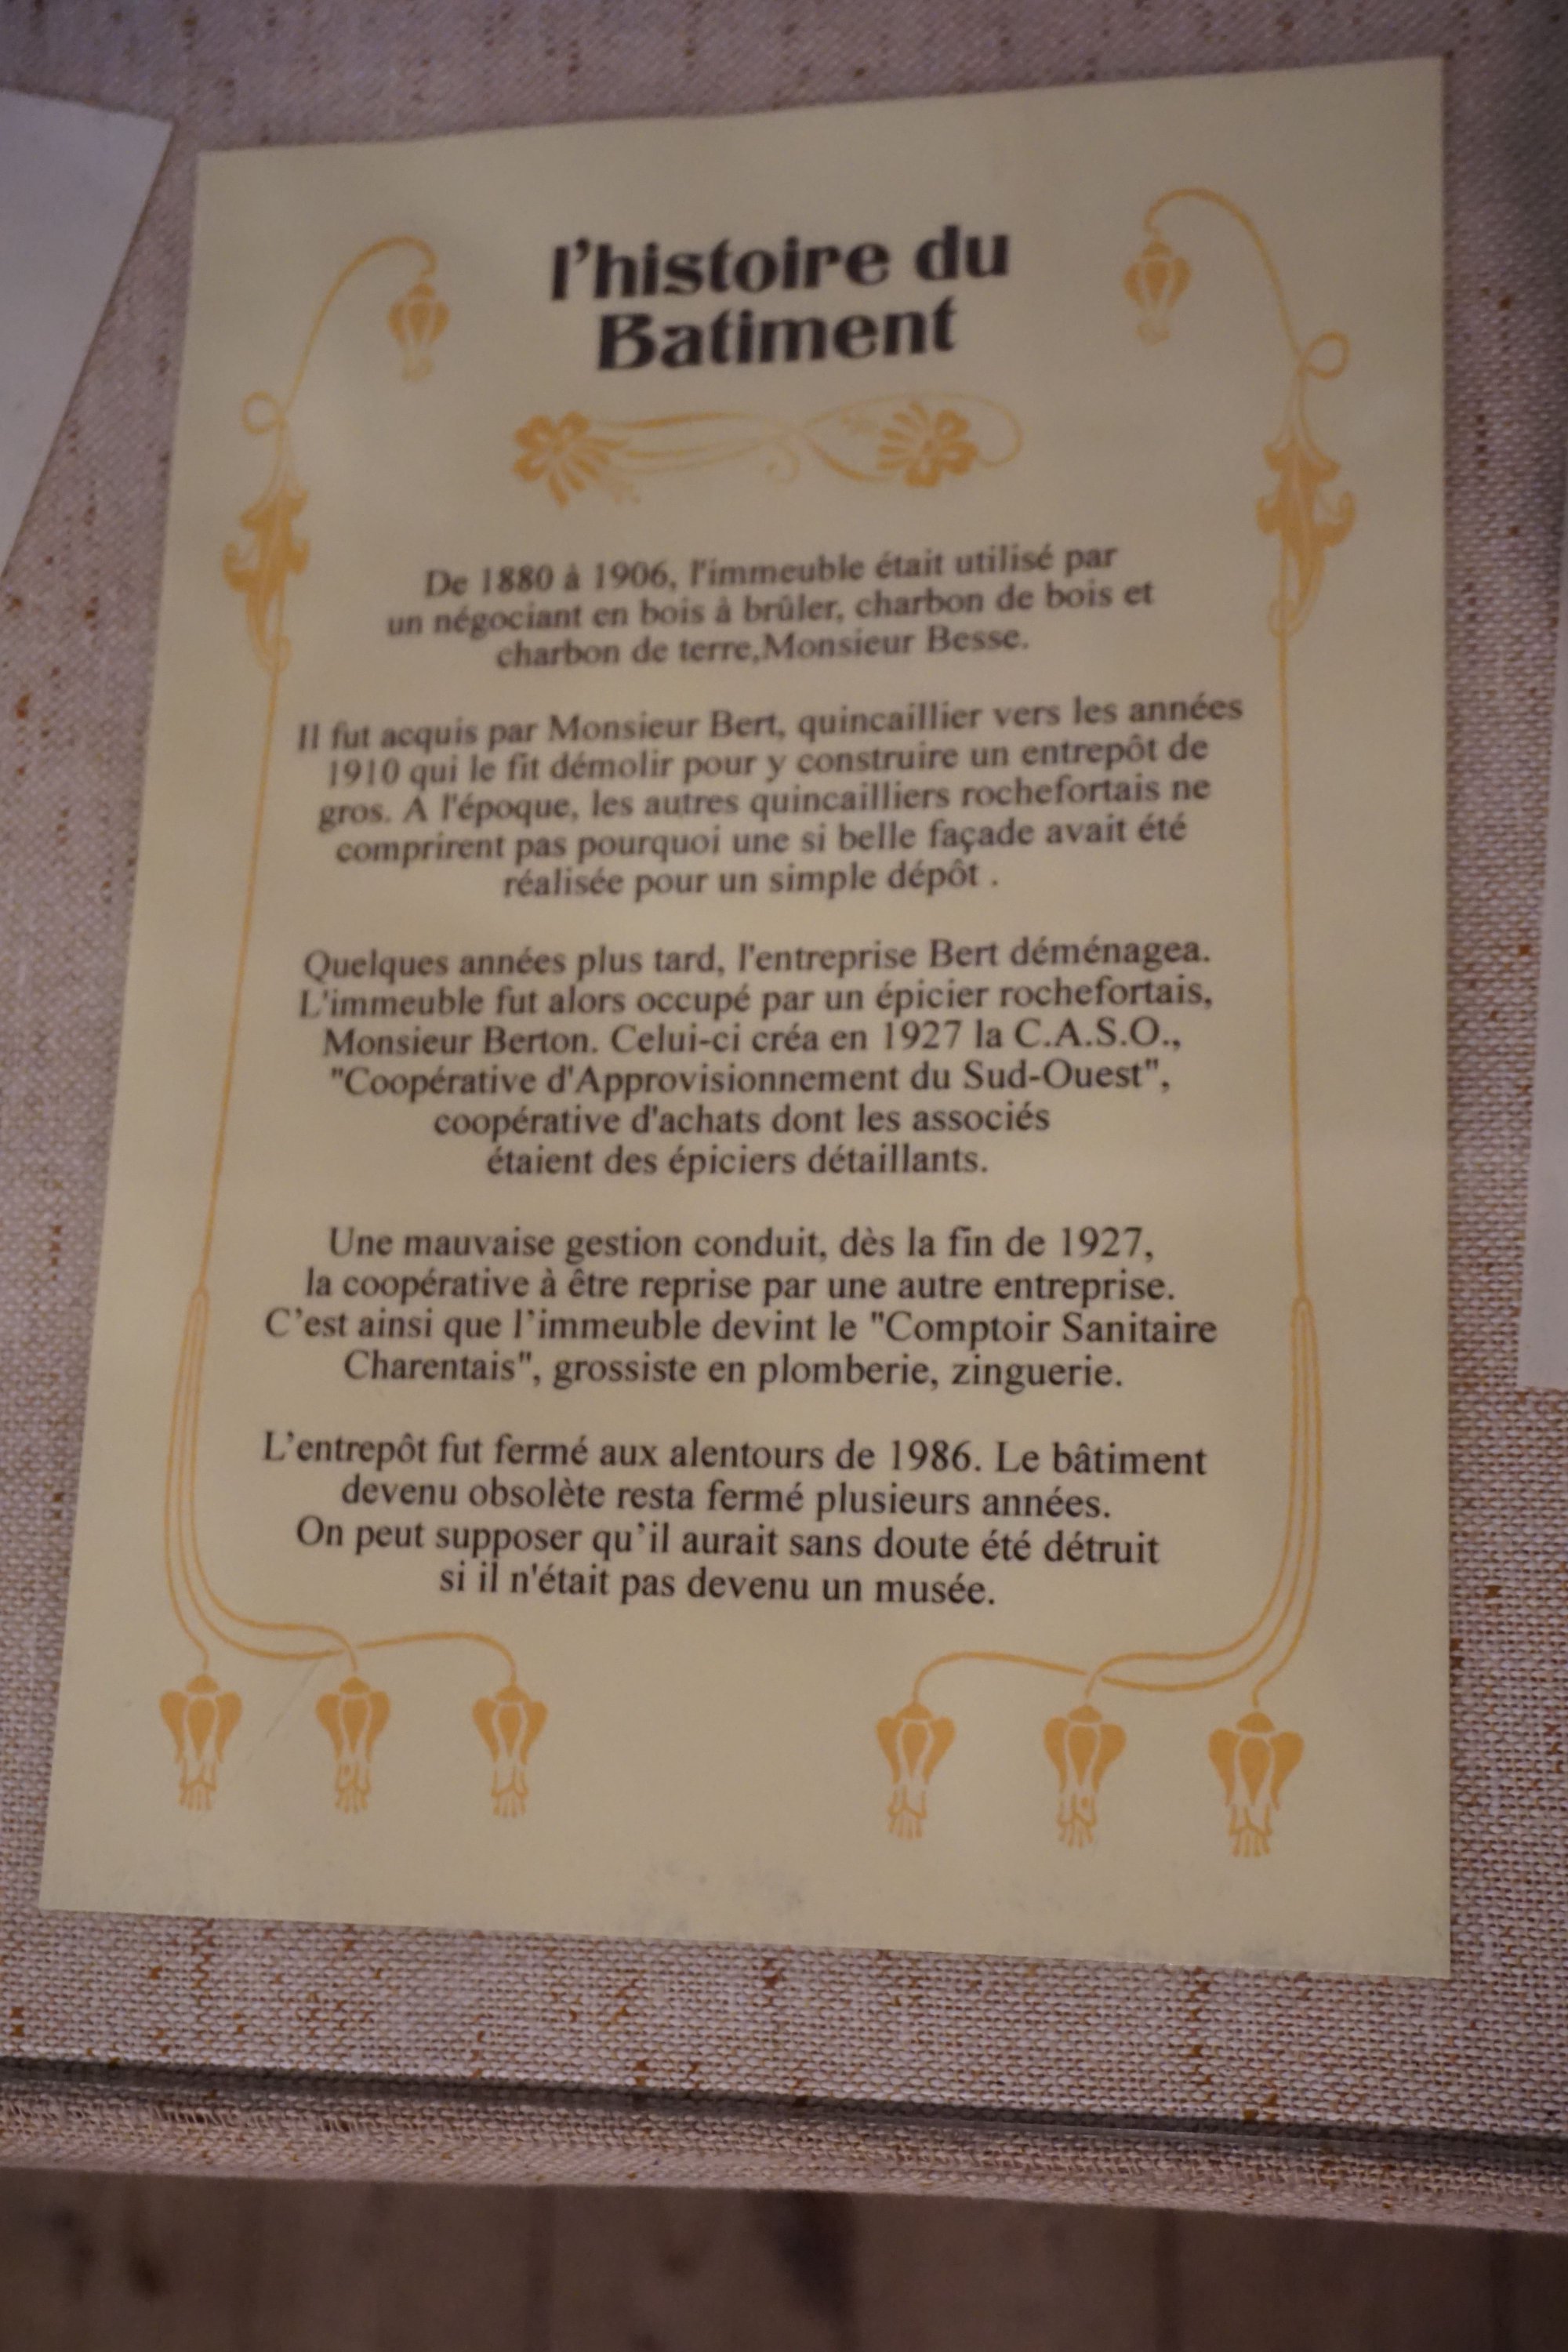 l'histoire du
Batiment
De 1880 à 1906, l'immeuble était utilisé par
un négociant en bois à brûler, charbon de bois et
charbon de terre,Monsieur Besse.
Il fut acquis par Monsieur Bert, quincaillier vers les années
1910 qui le fit démolir pour y construire un entrepôt de
gros. A l'époque, les autres quincailliers rochefortais ne
comprirent pas pourquoi une si belle façade avait été
réalisée pour un simple dépôt .
Quelques années plus tard, l'entreprise Bert déménagea.
L'immeuble fut alors occupé par un épicier rochefortais,
Monsieur Berton. Celui-ci créa en 1927 la C.A.S.O.,
"Coopérative d'Approvisionnement du Sud-Ouest",
coopérative d'achats dont les associés
étaient des épiciers détaillants.
Une mauvaise gestion conduit, dès la fin de 1927,
la coopérative à être reprise par une autre entreprise.
C’est ainsi que l’immeuble devint le "Comptoir Sanitaire
Charentais", grossiste en plomberie, zinguerie.
L’entrepôt fut fermé aux alentours de 1986. Le bâtiment
devenu obsolète resta fermé plusieurs années.
On peut supposer qu’il aurait sans doute été détruit
si il n'était pas devenu un musée.